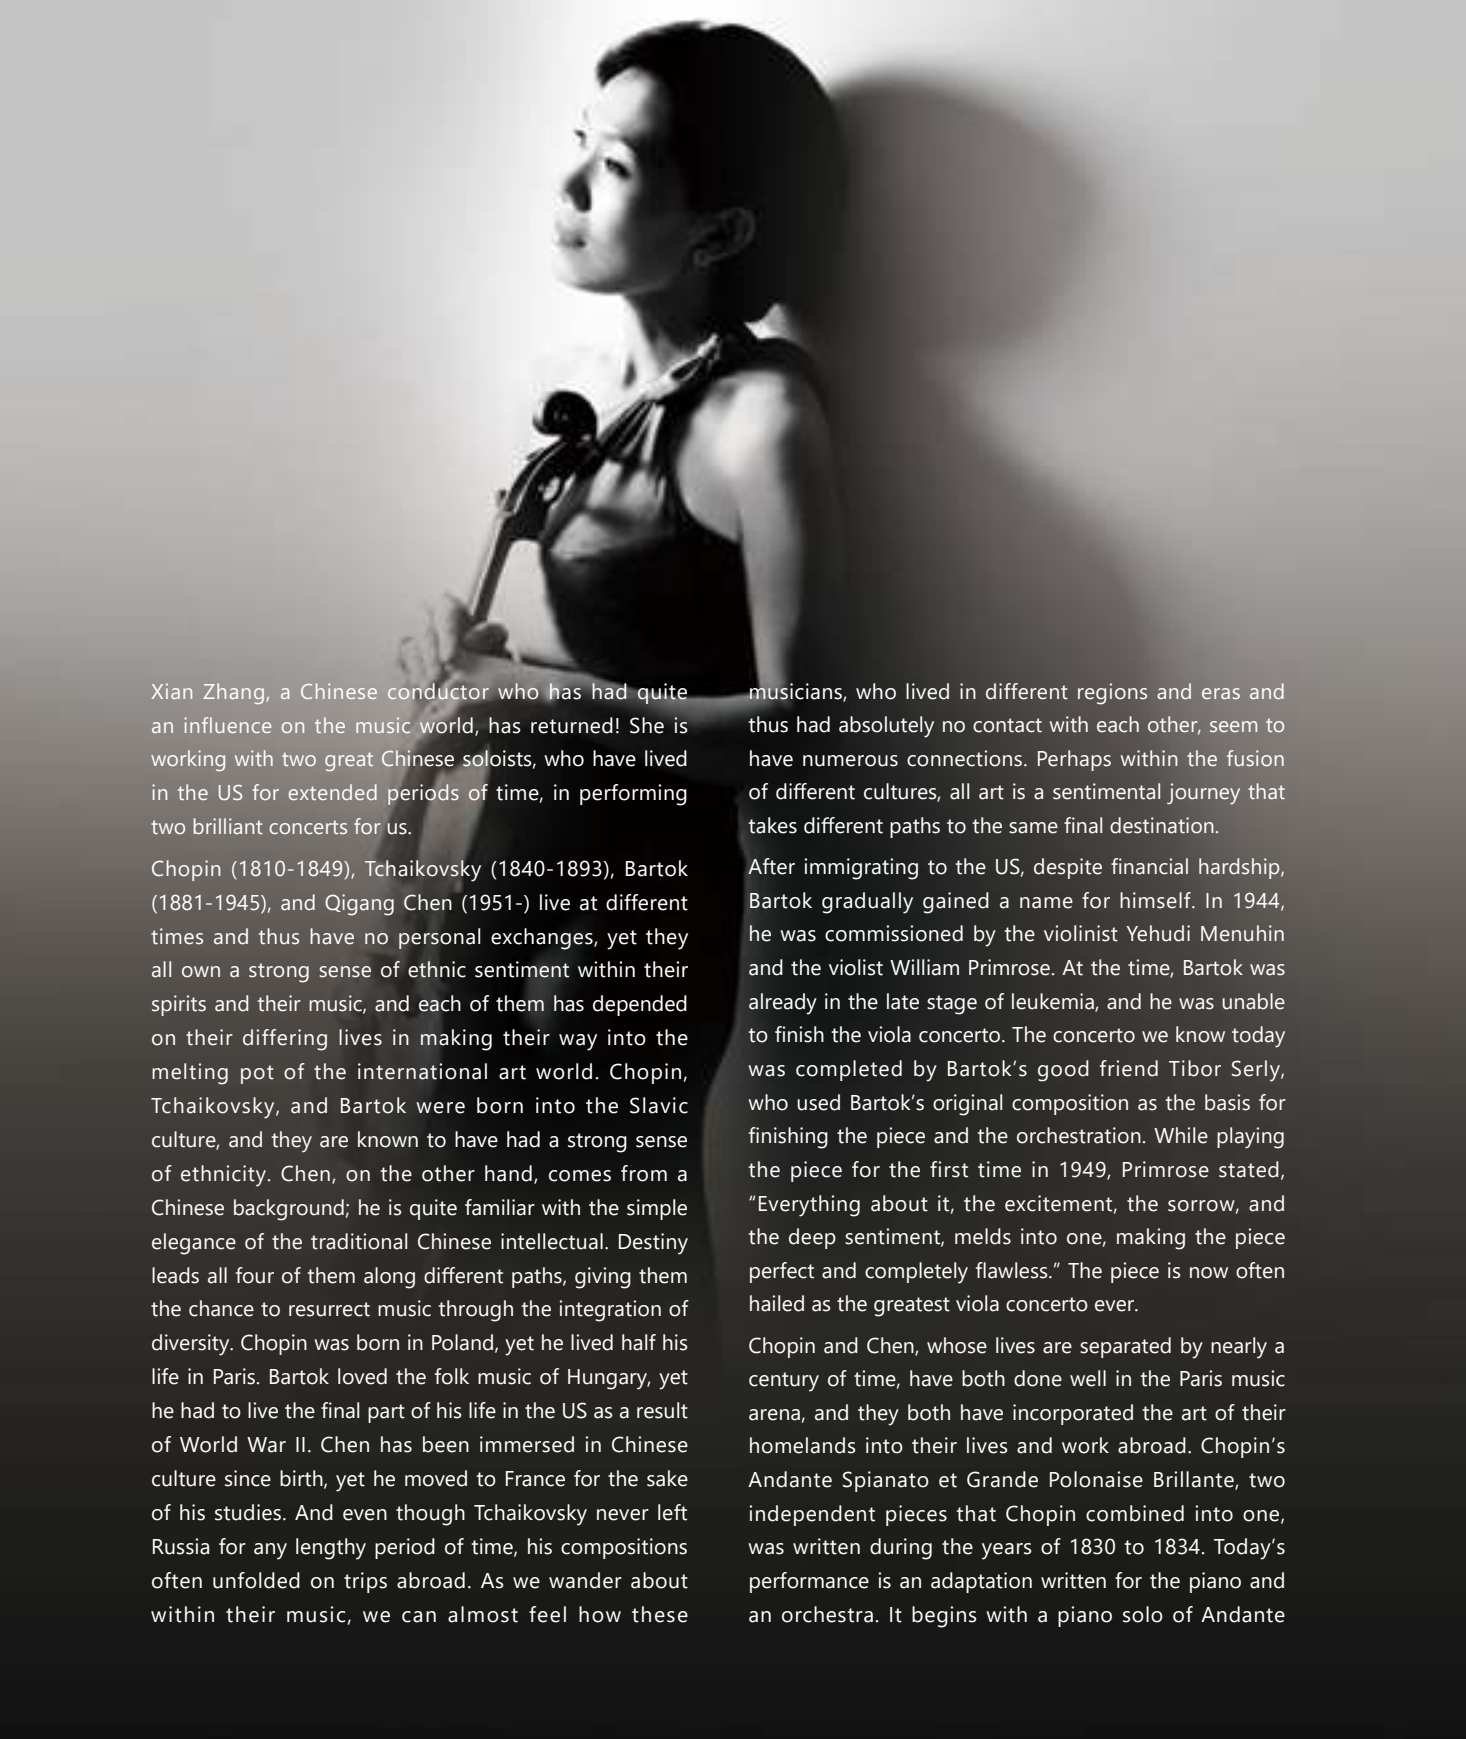 Xian Zhang, a Chinese conductor who has had quite
an influence on the music world, has returned! She is
working with two great Chinese soloists, who have lived
in the US for extended periods of time, in performing
two brilliant concerts for us.
Chopin (1810-1849), Tchaikovsky (1840-1893), Bartok
(1881-1945), and Qigang Chen (1951-) live at different
times and thus have no personal exchanges, yet they
all own a strong sense of ethnic sentiment within their
spirits and their music, and each of them has depended
on their differing lives in making their way into the
melting pot of the international art world. Chopin,
Tchaikovsky, and Bartok were born into the Slavic
culture, and they are known to have had a strong sense
of ethnicity. Chen, on the other hand, comes from a
Chinese background; he is quite familiar with the simple
elegance of the traditional Chinese intellectual. Destiny
leads all four of them along different paths, giving them
the chance to resurrect music through the integration of
diversity. Chopin was born in Poland, yet he lived half his
life in Paris. Bartok loved the folk music of Hungary, yet
he had to live the final part of his life in the US as a result
of World War II. Chen has been immersed in Chinese
culture since birth, yet he moved to France for the sake
of his studies. And even though Tchaikovsky never left
Russia for any lengthy period of time, his compositions
often unfolded on trips abroad. As we wander about
within their music, we can almost feel how these
musicians, who lived in different regions and eras and
thus had absolutely no contact with each other, seem to
have numerous connections. Perhaps within the fusion
of different cultures, all art is a sentimental journey that
takes different paths to the same final destination.
After immigrating to the US, despite financial hardship,
Bartok gradually gained a name for himself. In 1944,
he was commissioned by the violinist Yehudi Menuhin
and the violist William Primrose. At the time, Bartok was
already in the late stage of leukemia, and he was unable
to finish the viola concerto. The concerto we know today
was completed by Bartok’s good friend Tibor Serly,
who used Bartok’s original composition as the basis for
finishing the piece and the orchestration. While playing
the piece for the first time in 1949, Primrose stated,
“Everything about it, the excitement, the sorrow, and
the deep sentiment, melds into one, making the piece
perfect and completely flawless.” The piece is now often
hailed as the greatest viola concerto ever.
Chopin and Chen, whose lives are separated by nearly a
century of time, have both done well in the Paris music
arena, and they both have incorporated the art of their
homelands into their lives and work abroad. Chopin’s
Andante Spianato et Grande Polonaise Brillante, two
independent pieces that Chopin combined into one,
was written during the years of 1830 to 1834. Today’s
performance is an adaptation written for the piano and
an orchestra. It begins with a piano solo of Andante